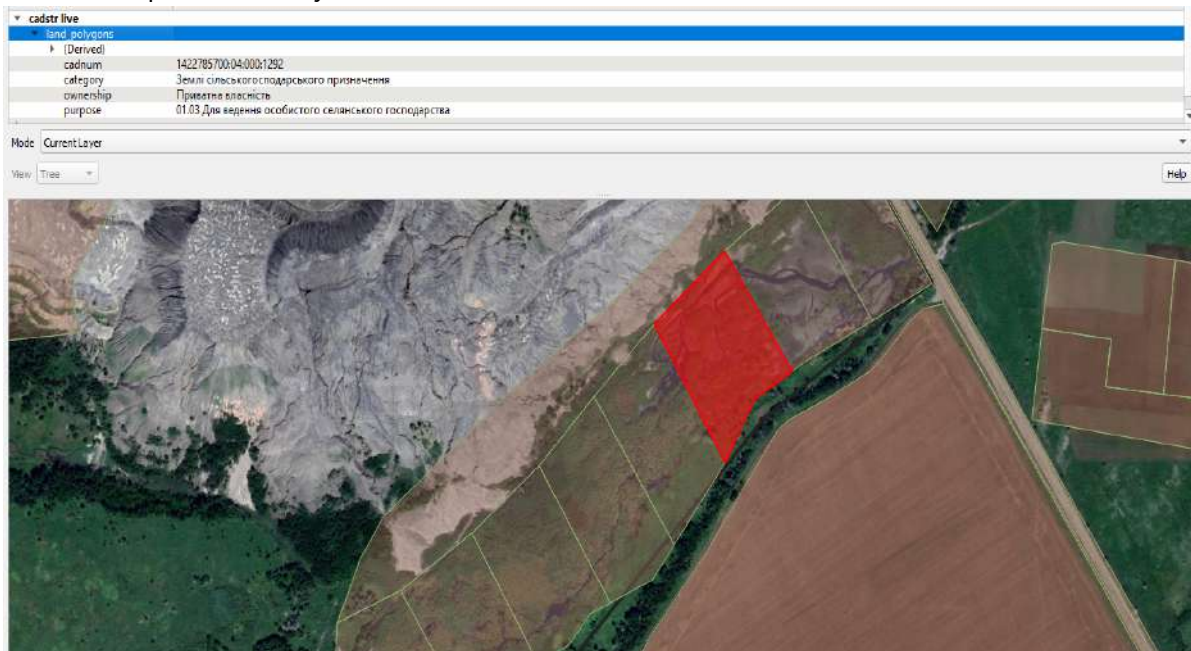 cadstr live
land_polygons
(Derived)
cadnum 1422785700:04:000:1292
category Землі сільськогосподарського призначення
ownership Приватна власність
purpose 01.03 Для ведення особистого селянського господарства
Mode Current Layer
View Tree Help